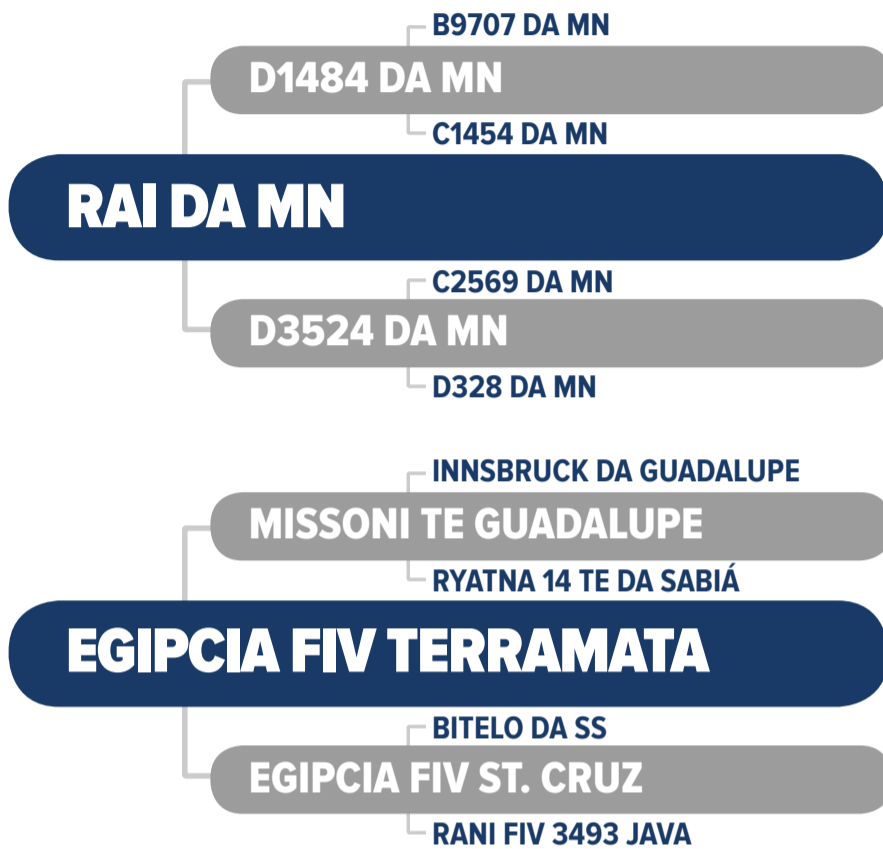 B9707 DA MN
D1484 DA MN
C1454 DA MN
RAI DA MN
C2569 DA MN
D3524 DA MN
D328 DA MN
INNSBRUCK DA GUADALUPE
MISSONI TE GUADALUPE
RYATNA 14 TE DA SABIÁ
EGIPCIA FIV TERRAMATA
BITELO DA SS
EGIPCIA FIV ST. CRUZ
RANI FIV 3493 JAVA